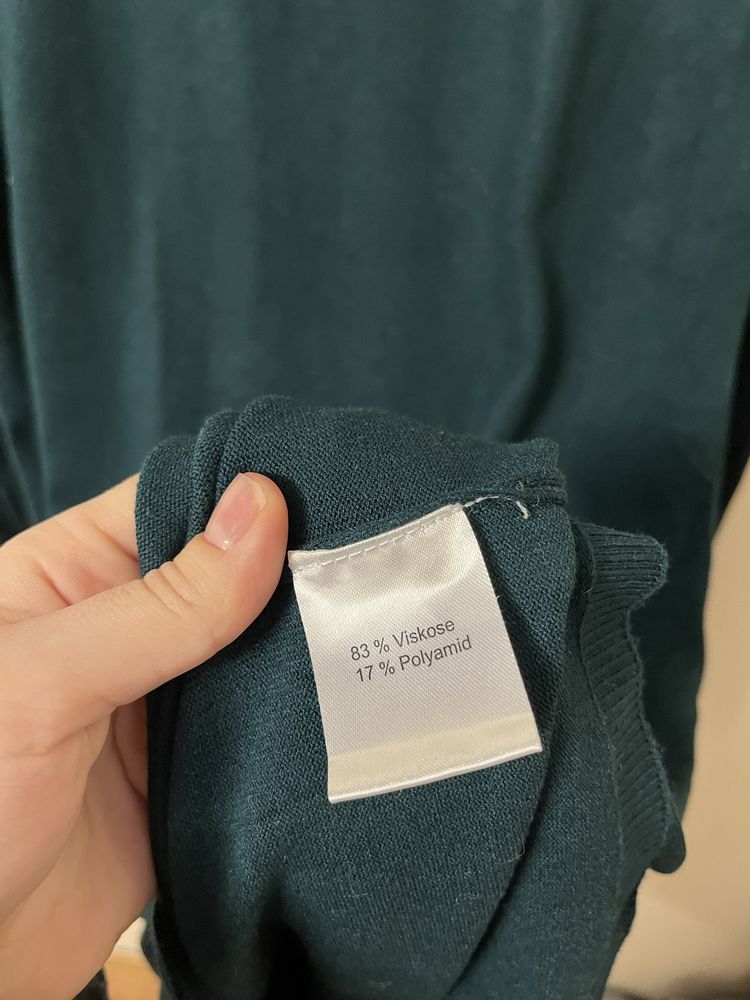 83 % Viskose
17 % Polyamid